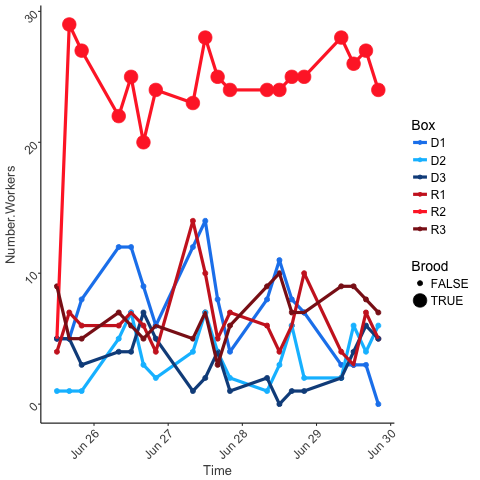 30
20
10
0
Number.Workers
Jun 26
Jun 27
Jun 28
Jun 29
Jun 30
Time
Box
D1
D2
D3
R1
R2
R3
Brood
FALSE
TRUE